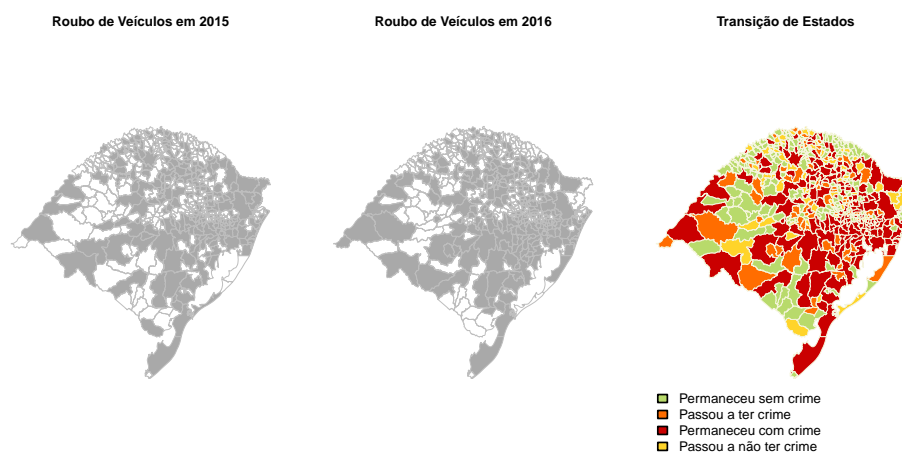 Roubo de Veículos em 2015
Roubo de Veículos em 2016
Transição de Estados
Permaneceu sem crime
Passou a ter crime
Permaneceu com crime
Passou a não ter crime